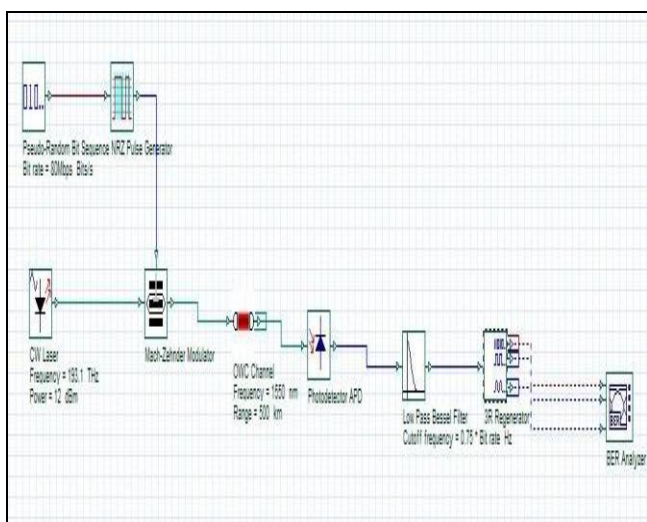 Pseudo-Random Bit Sequence
Bit rate = 80Mbps Bits/s
NRZ Pulse Generator
CW Laser
Frequency = 193.1 THz
Power = 12 dBm
Mach-Zehnder Modulator
OWC Channel
Frequency = 1550 nm
Range = 500 km
Photodetector APD
Low Pass Bessel Filter
Cutoff frequency = 0.75 * Bit rate Hz
3R Regenerator
BER
BER Analyzer